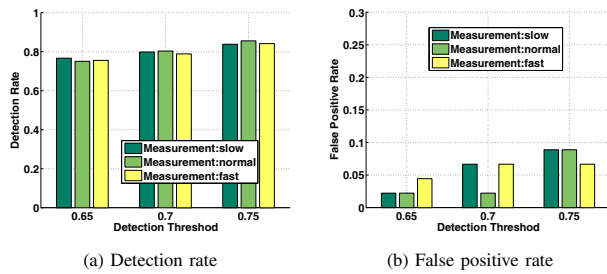 1
0.8
0.6
0.4
0.2
0
Detection Rate
Measurement:slow
Measurement:normal
Measurement:fast
0.65 0.7 0.75
Detection Threshod
(a) Detection rate
0.3
0.25
0.2
0.15
0.1
0.05
0
False Positive Rate
Measurement:slow
Measurement:normal
Measurement:fast
0.65 0.7 0.75
Detection Threshod
(b) False positive rate